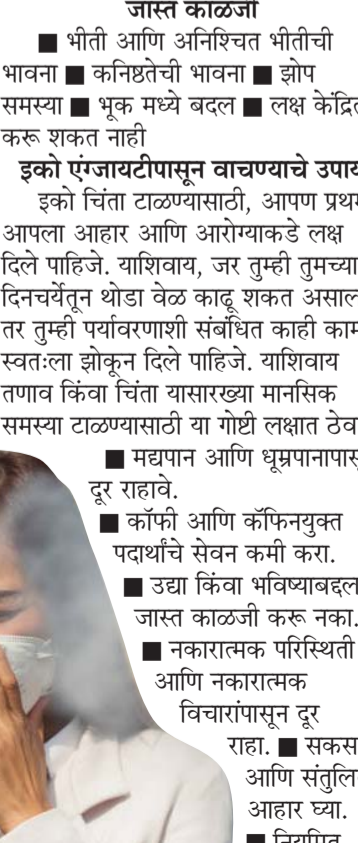 जास्त काळजी
■ भीती आणि अनिश्चित भीतीची
भावना ■ कनिष्ठतेची भावना ■ झोप
समस्या ■ भूक मध्ये बदल ■ लक्ष केंद्रित
करू शकत नाही
इको एंग्जायटीपासून वाचण्याचे उपाय
इको चिंता टाळण्यासाठी, आपण प्रथम
आपला आहार आणि आरोग्याकडे लक्ष
दिले पाहिजे. याशिवाय, जर तुम्ही तुमच्या
दिनचर्येतून थोडा वेळ काढू शकत असाल
तर तुम्ही पर्यावरणाशी संबंधित काही काम
स्वतःला झोकून दिले पाहिजे. याशिवाय
तणाव किंवा चिंता यासारख्या मानसिक
समस्या टाळण्यासाठी या गोष्टी लक्षात ठेवा
■ मद्यपान आणि धूम्रपानापासू
दूर राहावे.
■ कॉफी आणि कॅफिनयुक्त
पदार्थांचे सेवन कमी करा.
■ उद्या किंवा भविष्याबद्दल
जास्त काळजी करू नका.
■ नकारात्मक परिस्थिती
आणि नकारात्मक
विचारांपासून दूर
राहा. ■ सकस
आणि संतुलि
आहार घ्या.
■ नियमित